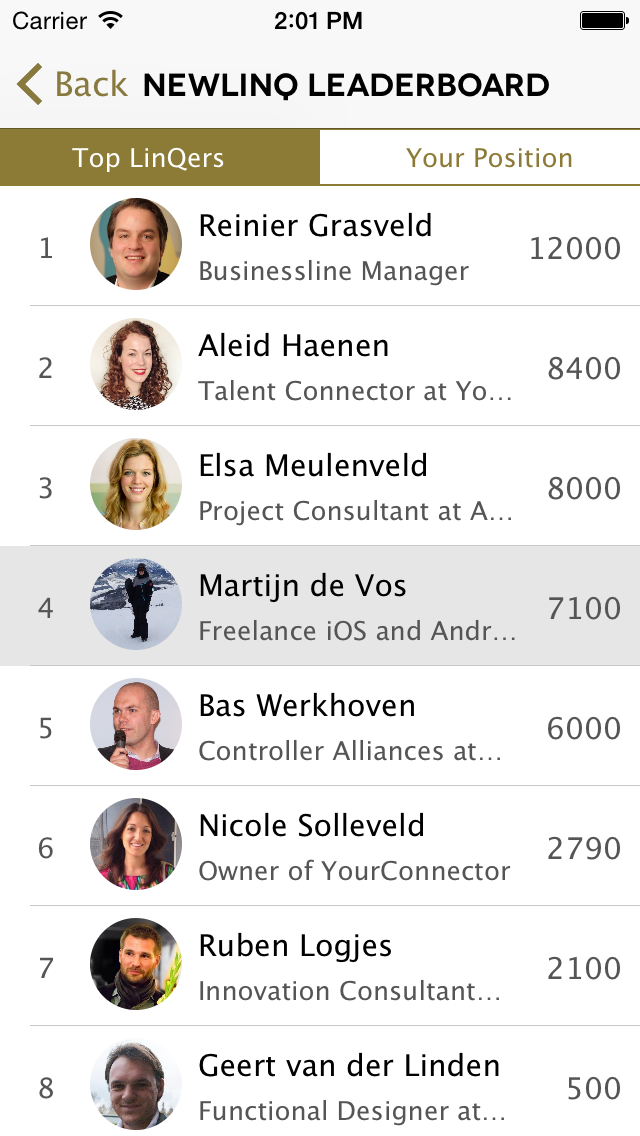 Carrier 2:01 PM
Back NEWLINQ LEADERBOARD
Top LinQers Your Position
1 Reinier Grasveld 12000
Businessline Manager
2 Aleid Haenen 8400
Talent Connector at Yo...
3 Elsa Meulenveld 8000
Project Consultant at A...
4 Martijn de Vos 7100
Freelance iOS and Andr...
5 Bas Werkhoven 6000
Controller Alliances at...
6 Nicole Solleveld 2790
Owner of YourConnector
7 Ruben Logjes 2100
Innovation Consultant...
8 Geert van der Linden 500
Functional Designer at...